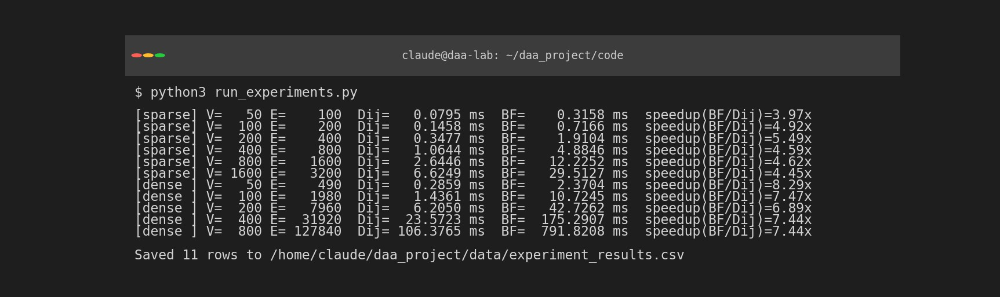 claude@daa-lab: ~/daa_project/code
$ python3 run_experiments.py
[sparse] V=   50 E=    100  Dij=   0.0795 ms  BF=    0.3158 ms  speedup(BF/Dij)=3.97x
[sparse] V=  100 E=    200  Dij=   0.1458 ms  BF=    0.7166 ms  speedup(BF/Dij)=4.92x
[sparse] V=  200 E=    400  Dij=   0.3477 ms  BF=    1.9104 ms  speedup(BF/Dij)=5.49x
[sparse] V=  400 E=    800  Dij=   1.0644 ms  BF=    4.8846 ms  speedup(BF/Dij)=4.59x
[sparse] V=  800 E=   1600  Dij=   2.6446 ms  BF=   12.2252 ms  speedup(BF/Dij)=4.62x
[sparse] V= 1600 E=   3200  Dij=   6.6249 ms  BF=   29.5127 ms  speedup(BF/Dij)=4.45x
[dense ] V=   50 E=    490  Dij=   0.2859 ms  BF=    2.3704 ms  speedup(BF/Dij)=8.29x
[dense ] V=  100 E=   1980  Dij=   1.4361 ms  BF=   10.7245 ms  speedup(BF/Dij)=7.47x
[dense ] V=  200 E=   7960  Dij=   6.2050 ms  BF=   42.7262 ms  speedup(BF/Dij)=6.89x
[dense ] V=  400 E=  31920  Dij=  23.5723 ms  BF=  175.2907 ms  speedup(BF/Dij)=7.44x
[dense ] V=  800 E= 127840  Dij= 106.3765 ms  BF=  791.8208 ms  speedup(BF/Dij)=7.44x
Saved 11 rows to /home/claude/daa_project/data/experiment_results.csv